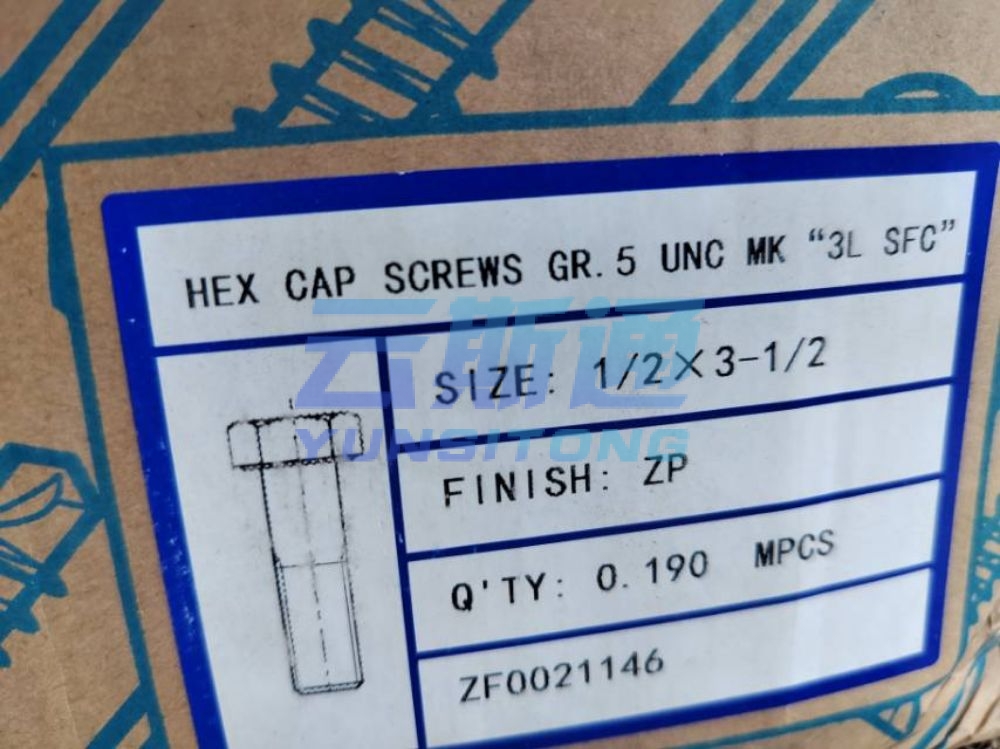 HEX CAP SCREWS GR.5 UNC MK “3L SFC”
云斯通
YUNSITONG
SIZE: 1/2×3-1/2
FINISH: ZP
Q'TY: 0.190 MPCS
ZF0021146